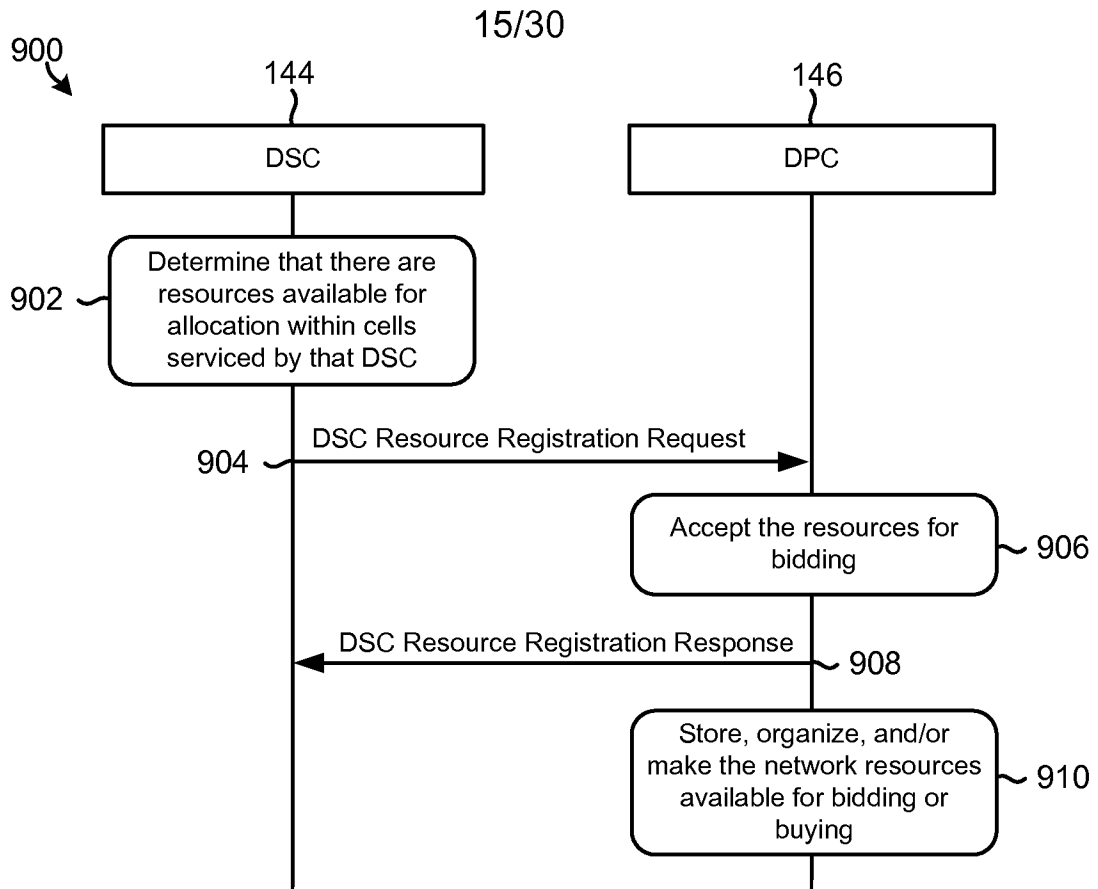 15/30
900
144
146
DSC
DPC
902
Determine that there are
resources available for
allocation within cells
serviced by that DSC
DSC Resource Registration Request
904
Accept the resources for
bidding
906
DSC Resource Registration Response
908
Store, organize, and/or
make the network resources
available for bidding or
buying
910